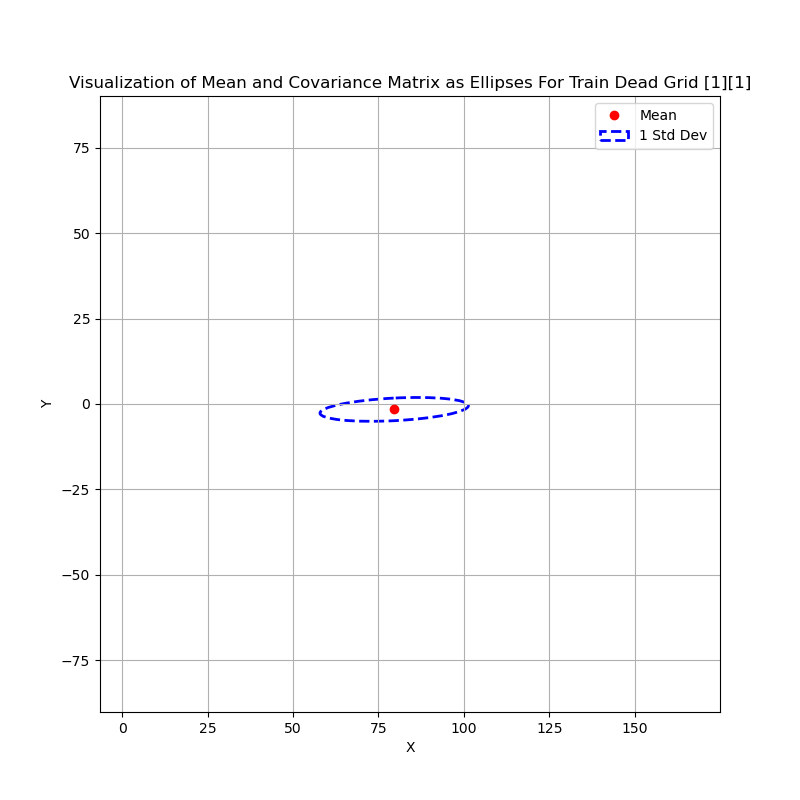 Visualization of Mean and Covariance Matrix as Ellipses For Train Dead Grid [1][1]
Mean
1 Std Dev
75
50
25
0
−25
−50
−75
Y
0 25 50 75 100 125 150
X